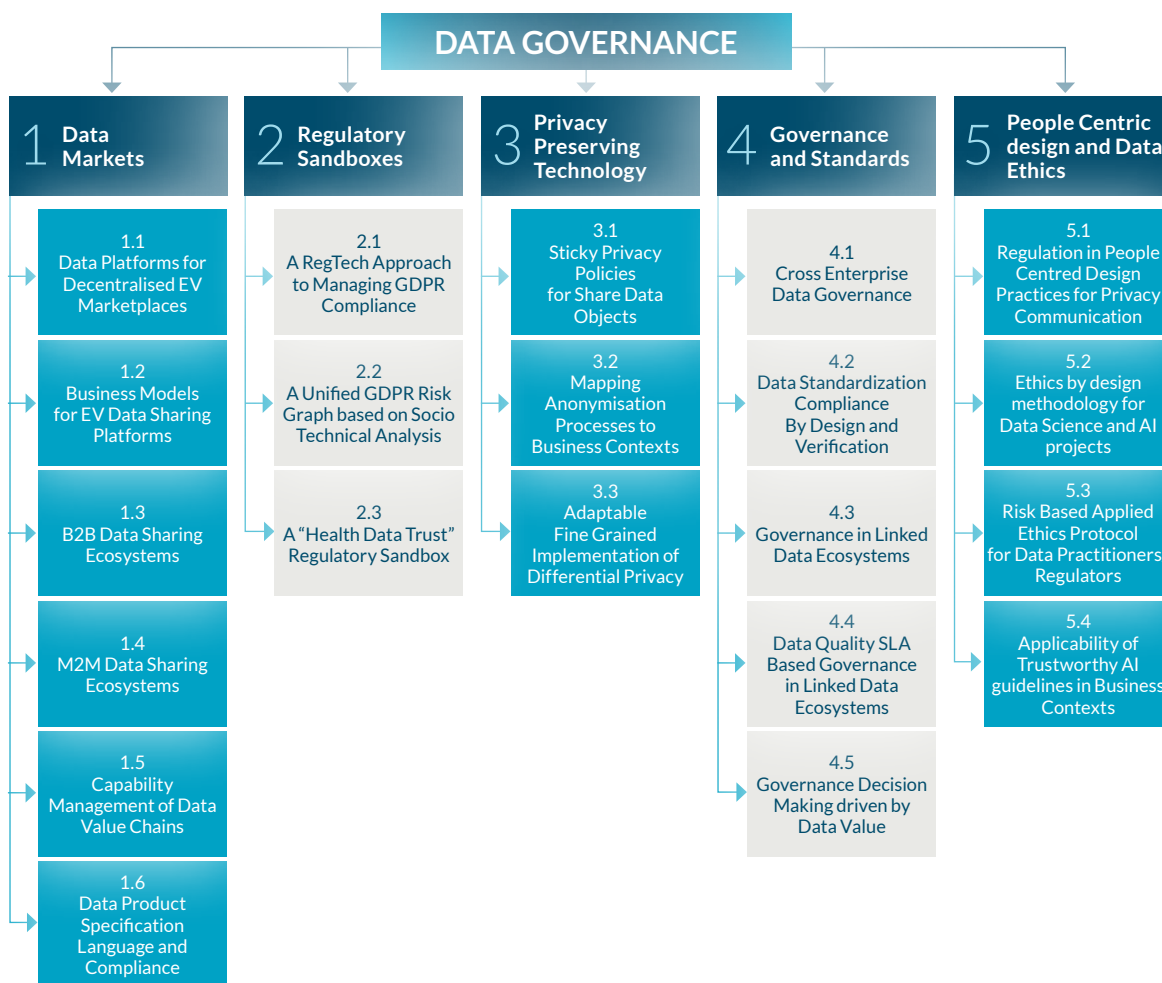 DATA GOVERNANCE
1
Data
Markets
1.1
Data Platforms for
Decentralised EV
Marketplaces
1.2
Business Models
for EV Data Sharing
Platforms
1.3
B2B Data Sharing
Ecosystems
1.4
M2M Data Sharing
Ecosystems
1.5
Capability
Management of Data
Value Chains
1.6
Data Product
Specification
Language and
Compliance
2
Regulatory
Sandboxes
2.1
A RegTech Approach
to Managing GDPR
Compliance
2.2
A Unified GDPR Risk
Graph based on Socio
Technical Analysis
2.3
A “Health Data Trust”
Regulatory Sandbox
3
Privacy
Preserving
Technology
3.1
Sticky Privacy
Policies
for Share Data
Objects
3.2
Mapping
Anonymisation
Processes to
Business Contexts
3.3
Adaptable
Fine Grained
Implementation of
Differential Privacy
4
Governance
and Standards
4.1
Cross Enterprise
Data Governance
4.2
Data Standardization
Compliance
By Design and
Verification
4.3
Governance in Linked
Data Ecosystems
4.4
Data Quality SLA
Based Governance
in Linked Data
Ecosystems
4.5
Governance Decision
Making driven by
Data Value
5
People Centric
design and Data
Ethics
5.1
Regulation in People
Centred Design
Practices for Privacy
Communication
5.2
Ethics by design
methodology for
Data Science and AI
projects
5.3
Risk Based Applied
Ethics Protocol
for Data Practitioners
Regulators
5.4
Applicability of
Trustworthy AI
guidelines in Business
Contexts